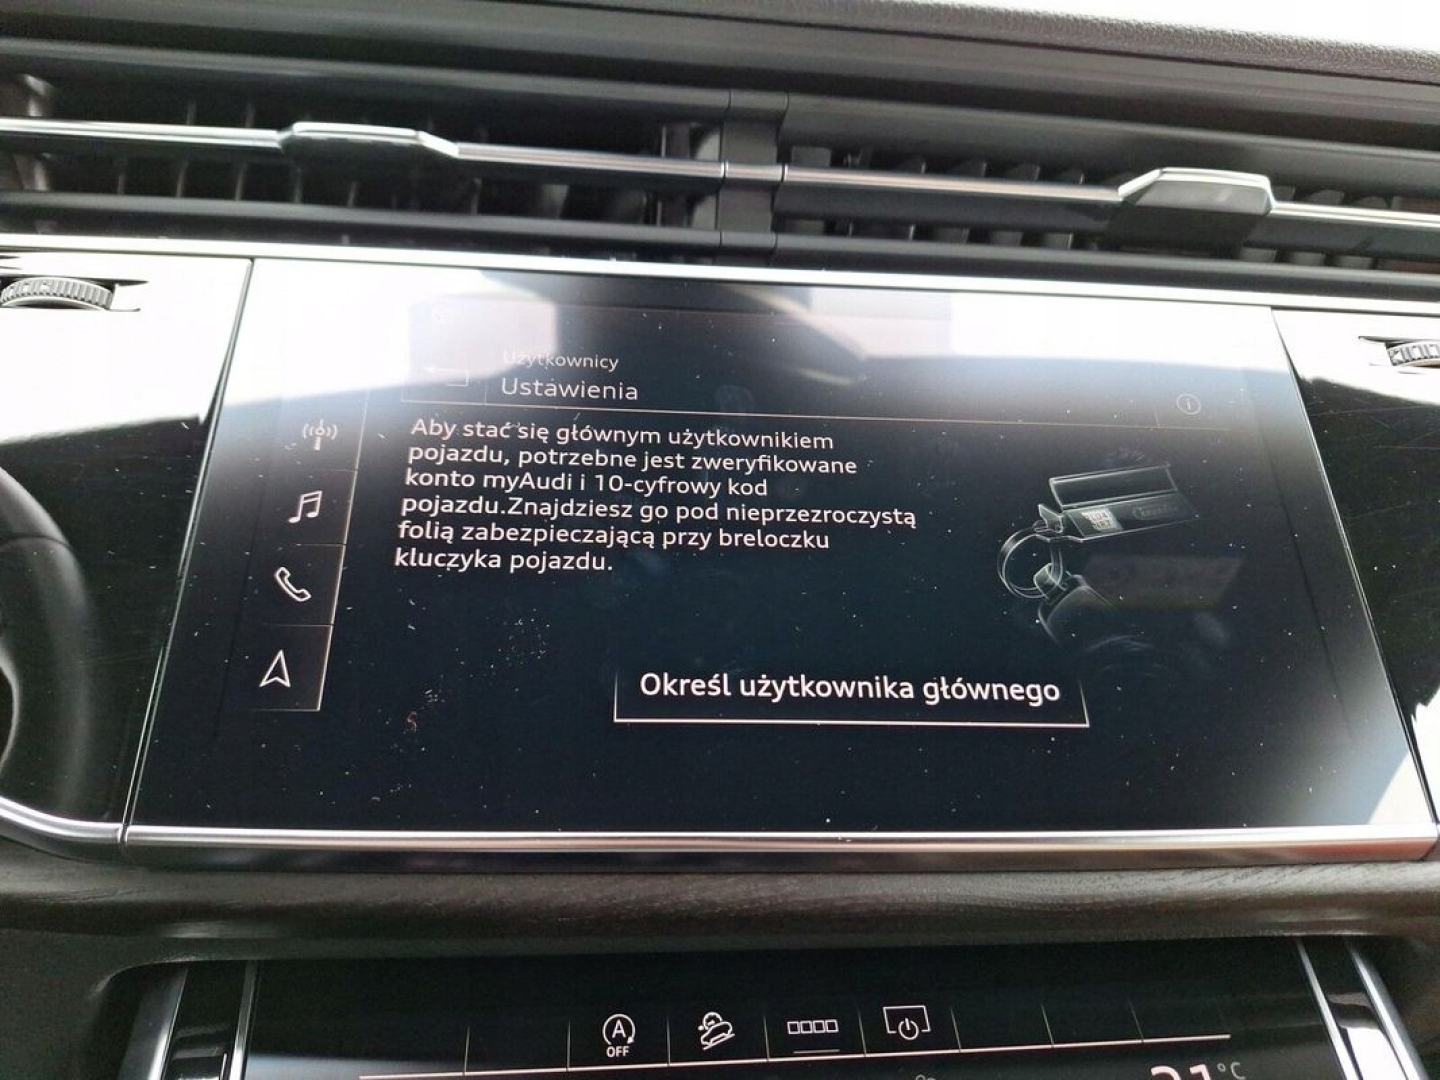 Użytkownicy
Ustawienia
Aby stać się głównym użytkownikiem
pojazdu, potrzebne jest zweryfikowane
konto myAudi i 10-cyfrowy kod
pojazdu.Znajdziesz go pod nieprzezroczystą
folią zabezpieczającą przy breloczku
kluczyka pojazdu.
Określ użytkownika głównego
A
OFF
°C